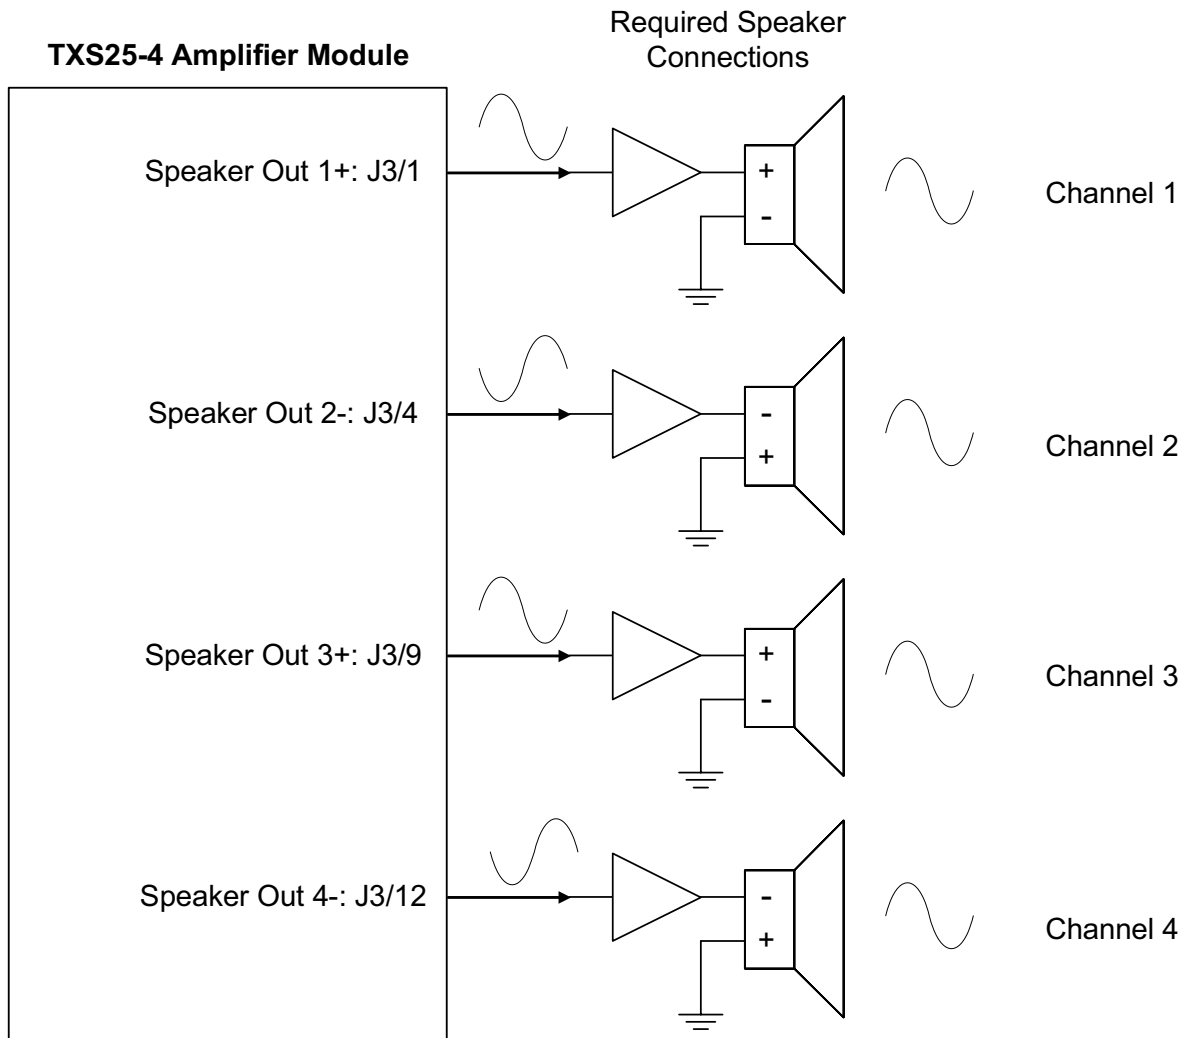 Required Speaker
Connections
TXS25-4 Amplifier Module
Speaker Out 1+: J3/1
+
-
Channel 1
Speaker Out 2-: J3/4
-
+
Channel 2
Speaker Out 3+: J3/9
+
-
Channel 3
Speaker Out 4-: J3/12
-
+
Channel 4